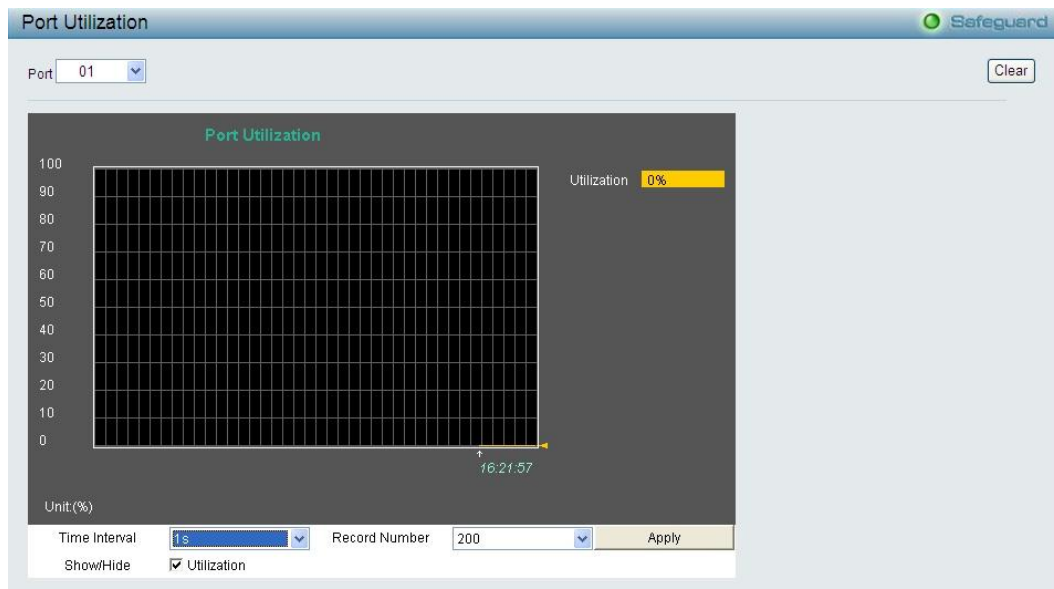 Port Utilization
Safeguard
Port 01
Clear
Port Utilization
100
90
80
70
60
50
40
30
20
10
0
Utilization 0%
16:21:57
Unit:(%)
Time Interval 1s Record Number 200 Apply
Show/Hide Utilization